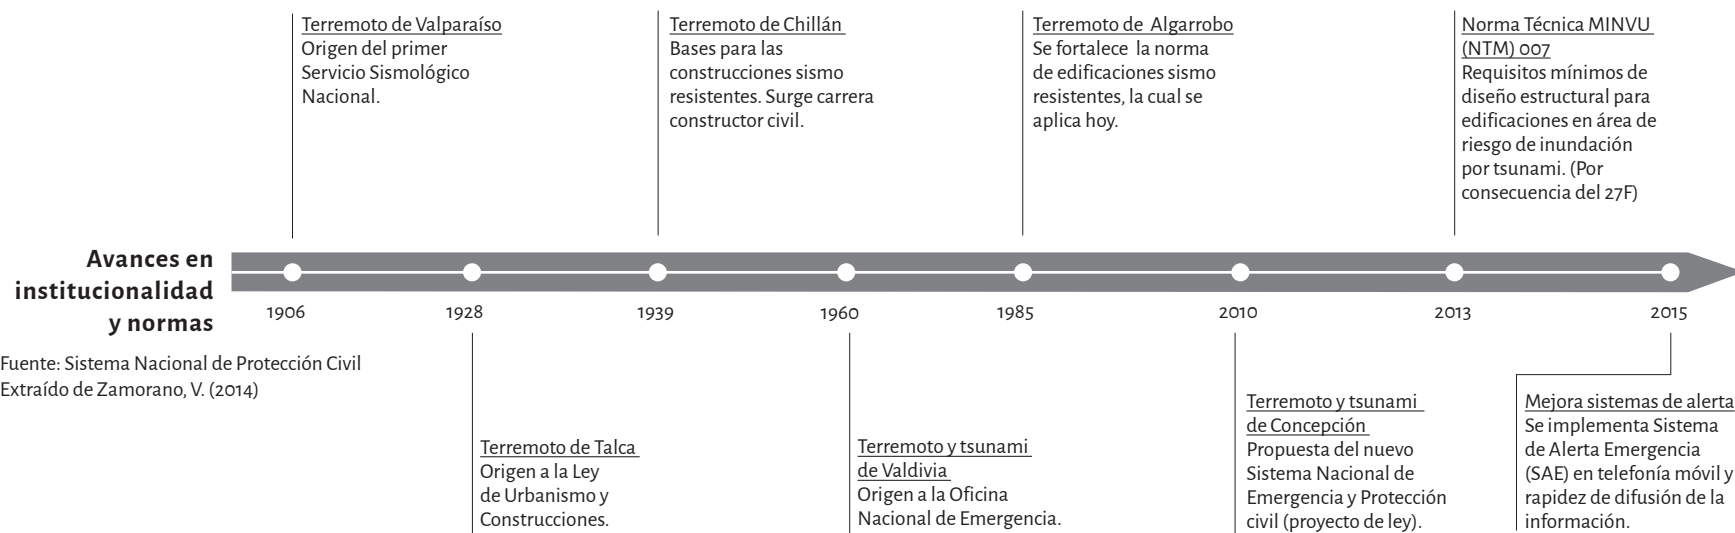 Terremoto de Valparaíso
Origen del primer
Servicio Sismológico
Nacional.
Terremoto de Chillán
Bases para las
construcciones sismo
resistentes. Surge carrera
constructor civil.
Terremoto de Algarrobo
Se fortalece la norma
de edificaciones sismo
resistentes, la cual se
aplica hoy.
Norma Técnica MINVU
(NTM) 007
Requisitos mínimos de
diseño estructural para
edificaciones en área de
riesgo de inundación
por tsunami. (Por
consecuencia del 27F)
Avances en
institucionalidad
y normas
1906
1928
1939
1960
1985
2010
2013
2015
Fuente: Sistema Nacional de Protección Civil
Extraído de Zamorano, V. (2014)
Terremoto de Talca
Origen a la Ley
de Urbanismo y
Construcciones.
Terremoto y tsunami
de Valdivia
Origen a la Oficina
Nacional de Emergencia.
Terremoto y tsunami
de Concepción
Propuesta del nuevo
Sistema Nacional de
Emergencia y Protección
civil (proyecto de ley).
Mejora sistemas de alerta
Se implementa Sistema
de Alerta Emergencia
(SAE) en telefonía móvil y
rapidez de difusión de la
información.